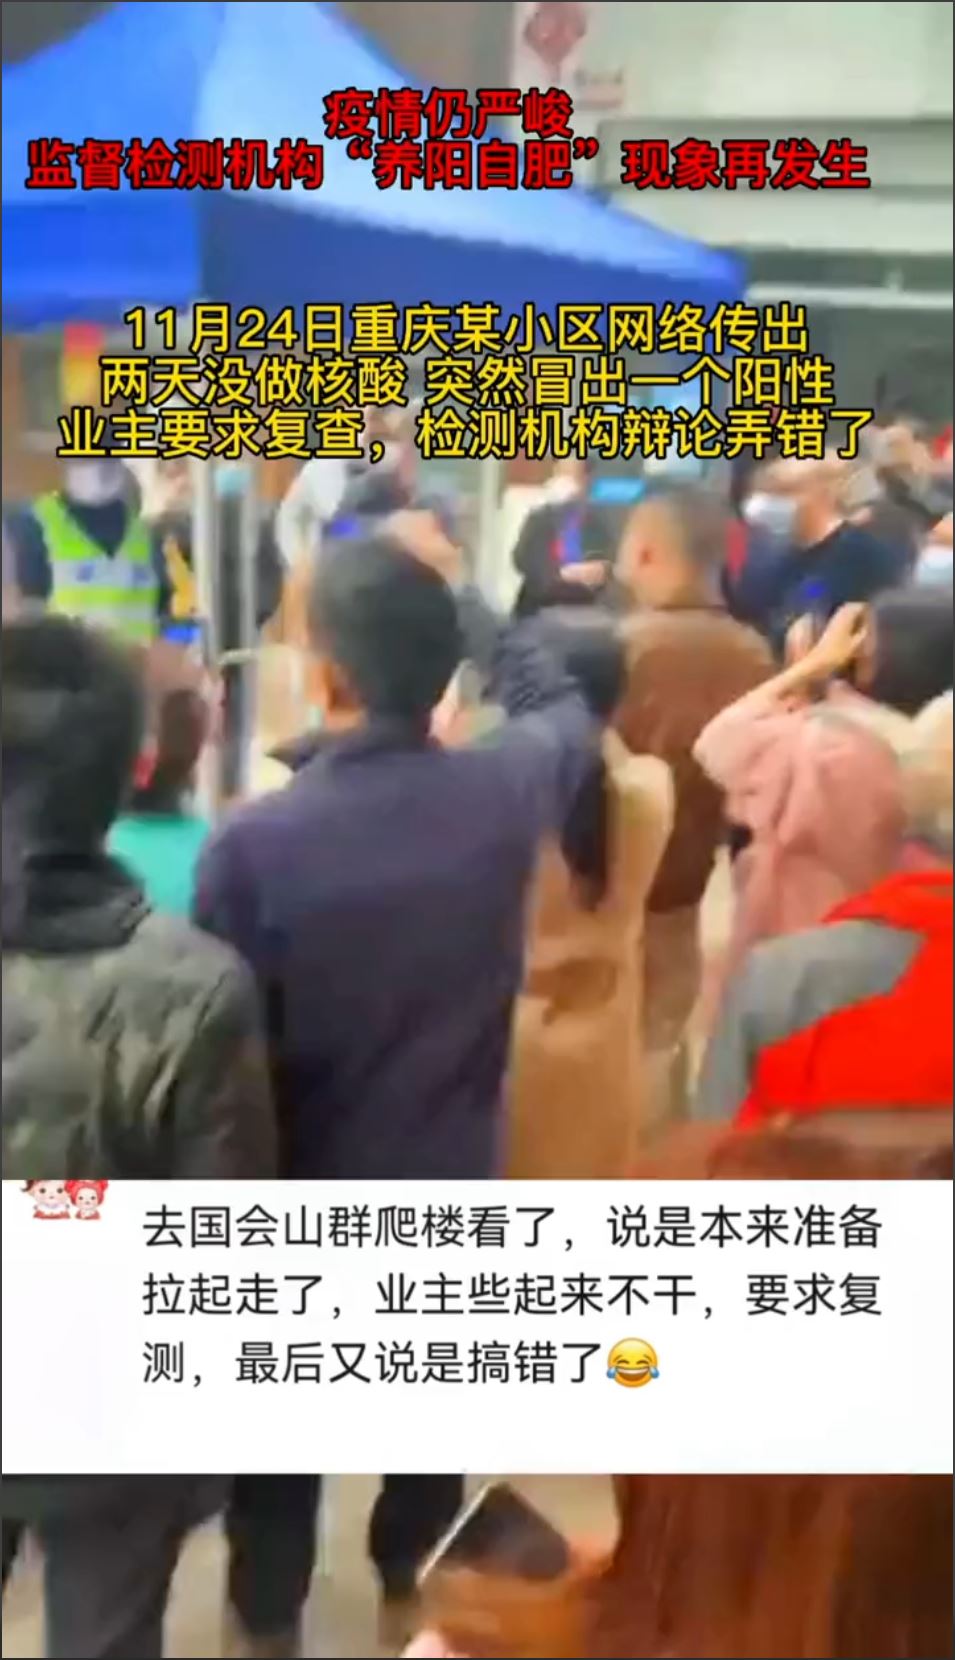 疫情仍严峻
监督检测机构“养阳自肥”现象再发生
11月24日重庆某小区网络传出
两天没做核酸 突然冒出一个阳性
业主要求复查，检测机构辩论弄错了
去国会山群爬楼看了，说是本来准备
拉起走了，业主些起来不干，要求复
测，最后又说是搞错了😂